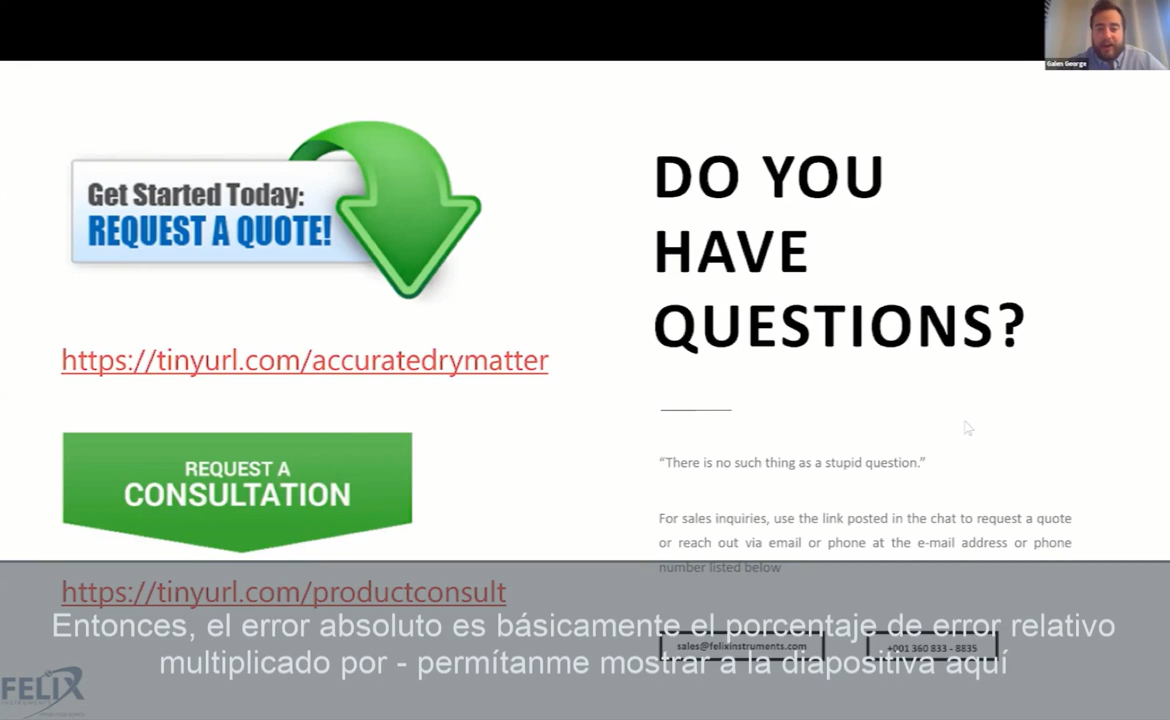 Galen George
Get Started Today:
REQUEST A QUOTE!
https://tinyurl.com/accuratedrymatter
REQUEST A
CONSULTATION
https://tinyurl.com/productconsult
DO YOU
HAVE
QUESTIONS?
“There is no such thing as a stupid question.”
For sales inquiries, use the link posted in the chat to request a quote
or reach out via email or phone at the e-mail address or phone
number listed below
sales@felixinstruments.com
+001 360 833 - 8835
Entonces, el error absoluto es básicamente el porcentaje de error relativo
multiplicado por - permítanme mostrar a la diapositiva aquí
FELIX
INSTRUMENTS